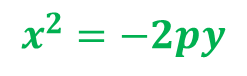 x² = −2py